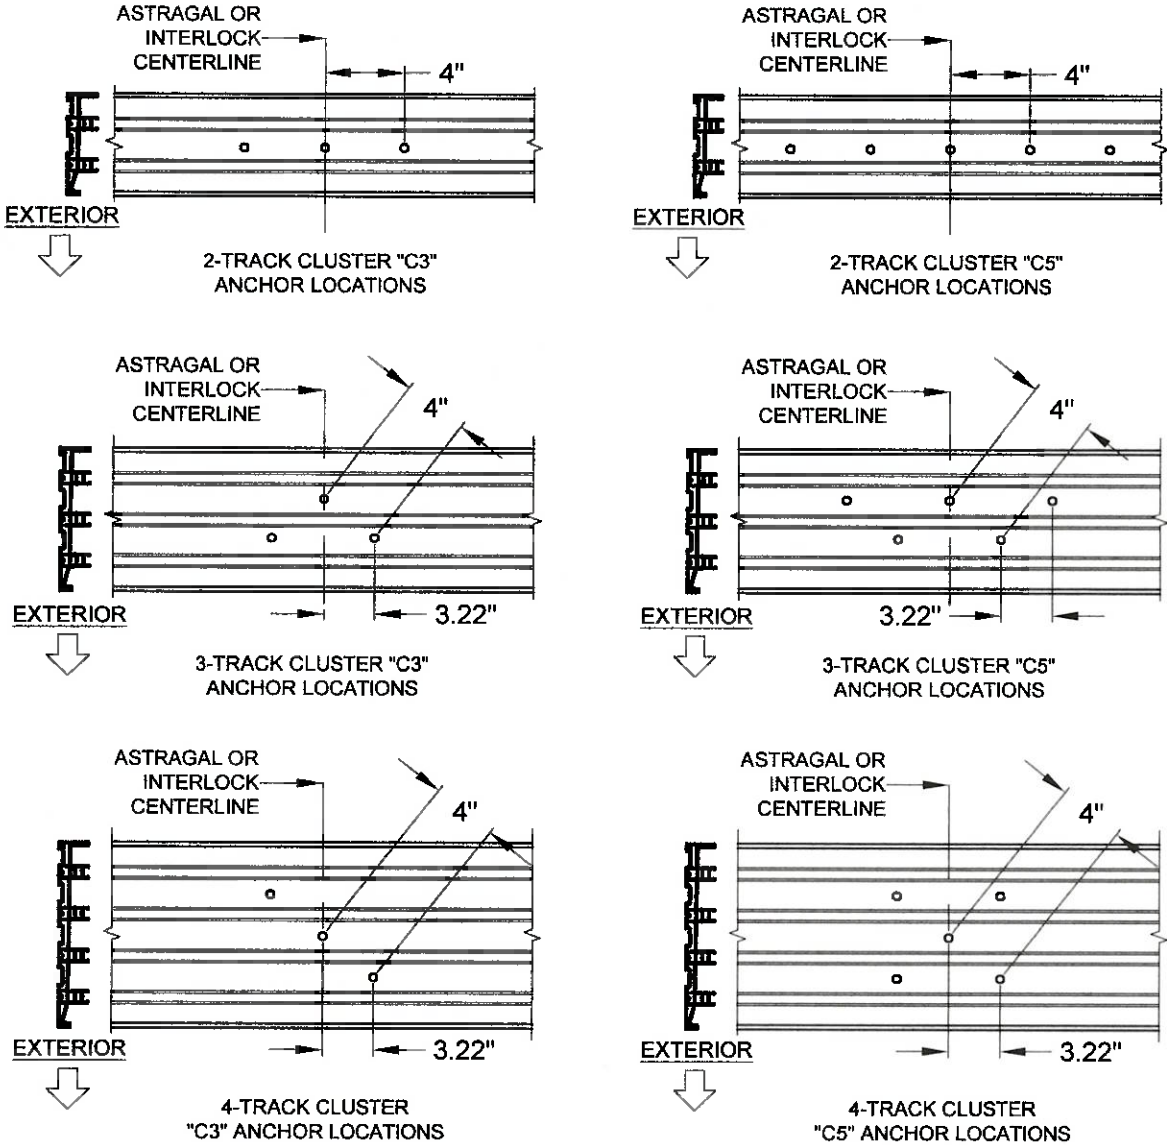 ASTRAGAL OR
INTERLOCK
CENTERLINE
4"
EXTERIOR
2-TRACK CLUSTER "C3"
ANCHOR LOCATIONS
ASTRAGAL OR
INTERLOCK
CENTERLINE
4"
EXTERIOR
2-TRACK CLUSTER "C5"
ANCHOR LOCATIONS
ASTRAGAL OR
INTERLOCK
CENTERLINE
4"
EXTERIOR
3.22"
3-TRACK CLUSTER "C3"
ANCHOR LOCATIONS
ASTRAGAL OR
INTERLOCK
CENTERLINE
4"
EXTERIOR
3.22"
3-TRACK CLUSTER "C5"
ANCHOR LOCATIONS
ASTRAGAL OR
INTERLOCK
CENTERLINE
4"
EXTERIOR
3.22"
4-TRACK CLUSTER
"C3" ANCHOR LOCATIONS
ASTRAGAL OR
INTERLOCK
CENTERLINE
4"
EXTERIOR
3.22"
4-TRACK CLUSTER
"C5" ANCHOR LOCATIONS